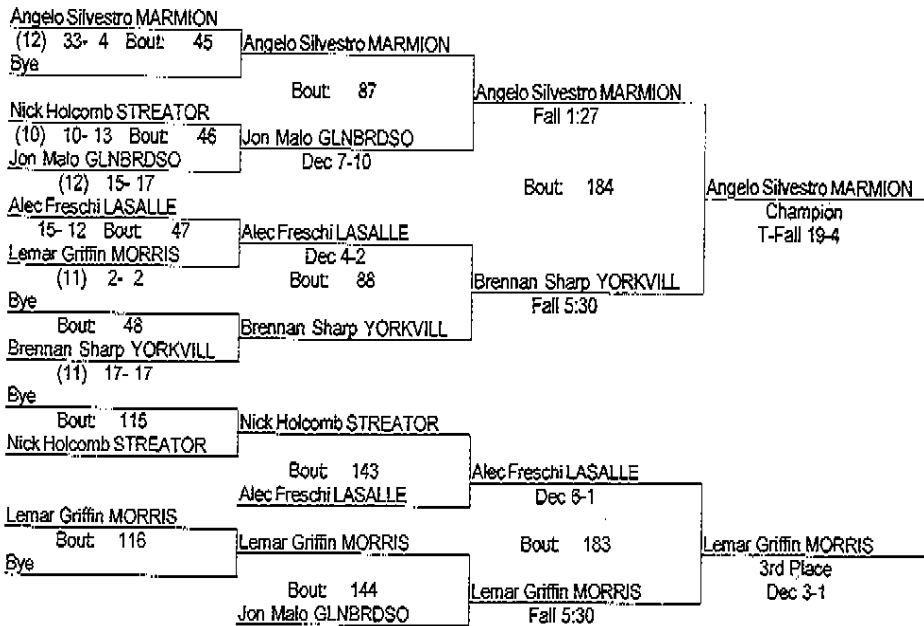 Angelo Silvestro MARMION
(12) 33- 4 Bout: 45
Bye
Angelo Silvestro MARMION
Bout: 87
Nick Holcomb STREATOR
(10) 10- 13 Bout: 46
Jon Malo GLNBRDSO
(12) 15- 17
Jon Malo GLNBRDSO
Dec 7-10
Angelo Silvestro MARMION
Fall 1:27
Alec Freschi LASALLE
15- 12 Bout: 47
Lemar Griffin MORRIS
(11) 2- 2
Alec Freschi LASALLE
Dec 4-2
Bout: 88
Bye
Bout: 48
Brennan Sharp YORKVILL
(11) 17- 17
Brennan Sharp YORKVILL
Brennan Sharp YORKVILL
Fall 5:30
Bout: 184
Angelo Silvestro MARMION
Champion
T-Fall 19-4
Bye
Bout: 115
Nick Holcomb STREATOR
Nick Holcomb STREATOR
Bout: 143
Alec Freschi LASALLE
Alec Freschi LASALLE
Dec 6-1
Lemar Griffin MORRIS
Bout: 116
Bye
Lemar Griffin MORRIS
Bout: 144
Jon Malo GLNBRDSO
Lemar Griffin MORRIS
Fall 5:30
Bout: 183
Lemar Griffin MORRIS
3rd Place
Dec 3-1